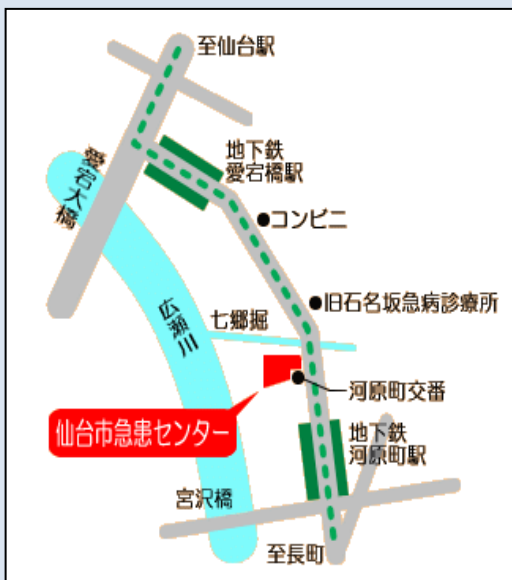 至仙台駅
地下鉄
愛宕橋駅
愛宕大橋
コンビニ
旧石名坂急病診療所
広瀬川
七郷掘
河原町交番
仙台市急患センター
地下鉄
河原町駅
宮沢橋
至長町